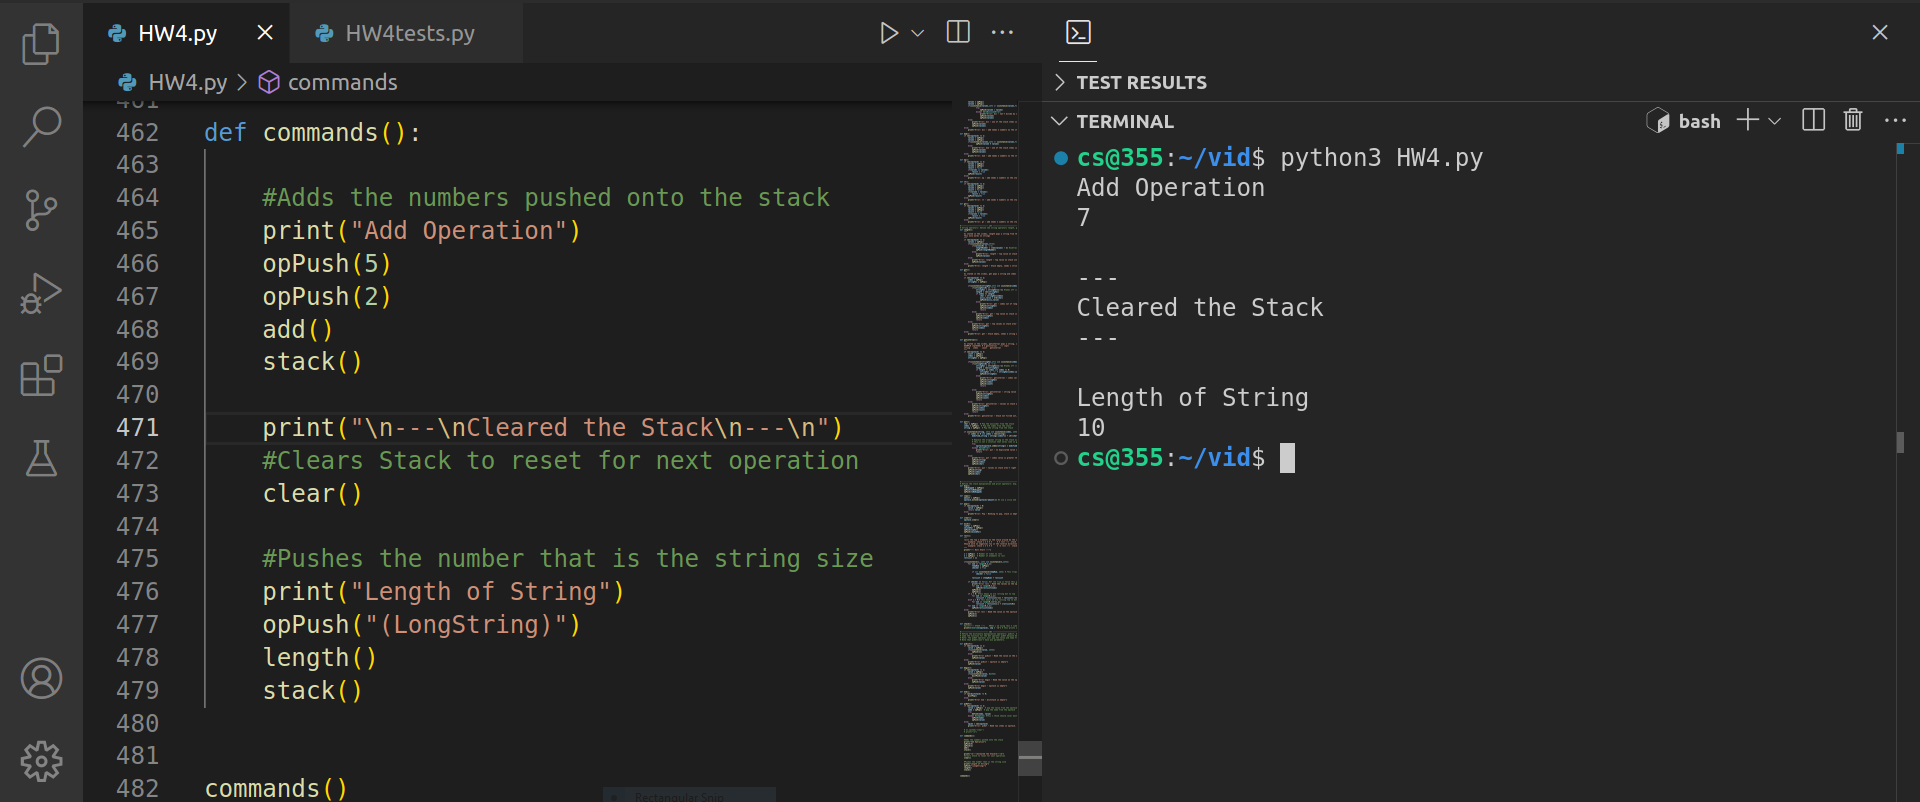 HW4.py
HW4tests.py
HW4.py > commands
461
462 def commands():
463
464     #Adds the numbers pushed onto the stack
465     print("Add Operation")
466     opPush(5)
467     opPush(2)
468     add()
469     stack()
470
471     print("\n---\nCleared the Stack\n---\n")
472     #Clears Stack to reset for next operation
473     clear()
474
475     #Pushes the number that is the string size
476     print("Length of String")
477     opPush("(LongString)")
478     length()
479     stack()
480
481
482 commands()
Rectangular Snip
TEST RESULTS
TERMINAL
bash
cs@355:~/vid$ python3 HW4.py
Add Operation
7
---
Cleared the Stack
---
Length of String
10
cs@355:~/vid$